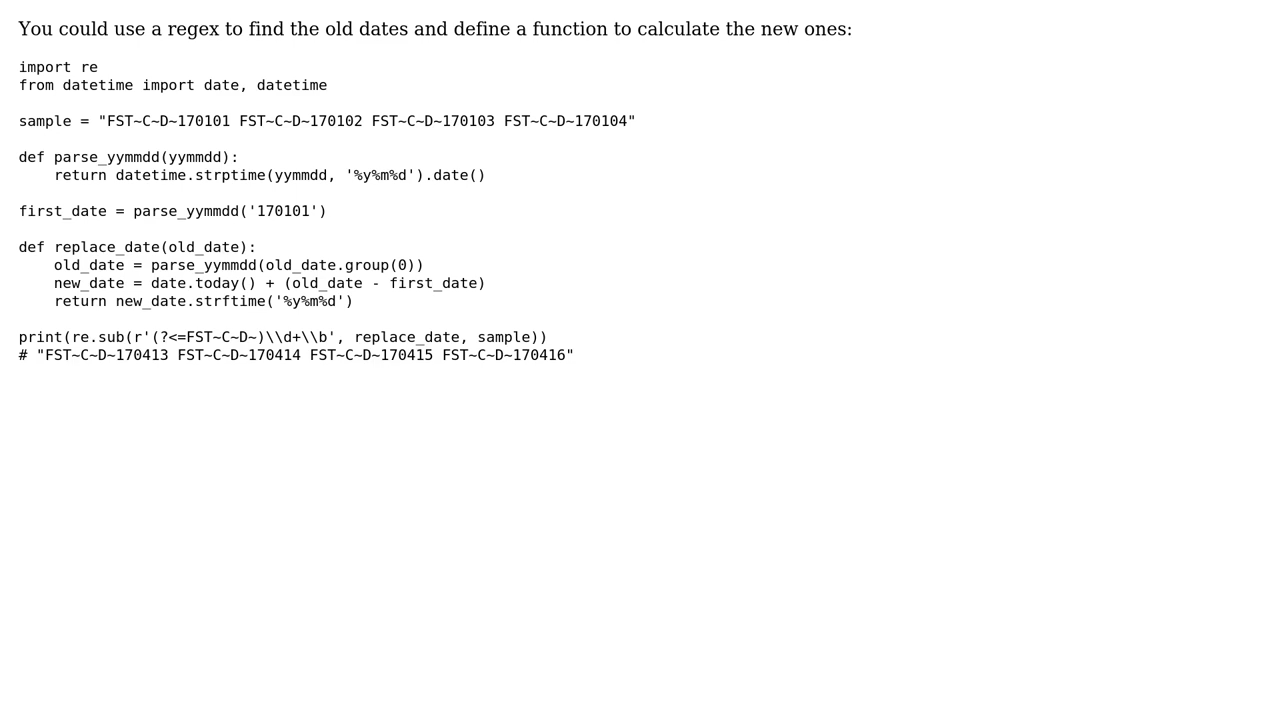 You could use a regex to find the old dates and define a function to calculate the new ones:
import re
from datetime import date, datetime

sample = "FST~C~D~170101 FST~C~D~170102 FST~C~D~170103 FST~C~D~170104"

def parse_yymmdd(yymmdd):
    return datetime.strptime(yymmdd, '%y%m%d').date()

first_date = parse_yymmdd('170101')

def replace_date(old_date):
    old_date = parse_yymmdd(old_date.group(0))
    new_date = date.today() + (old_date - first_date)
    return new_date.strftime('%y%m%d')

print(re.sub(r'(?<=FST~C~D~)\\d+\\b', replace_date, sample))
# "FST~C~D~170413 FST~C~D~170414 FST~C~D~170415 FST~C~D~170416"